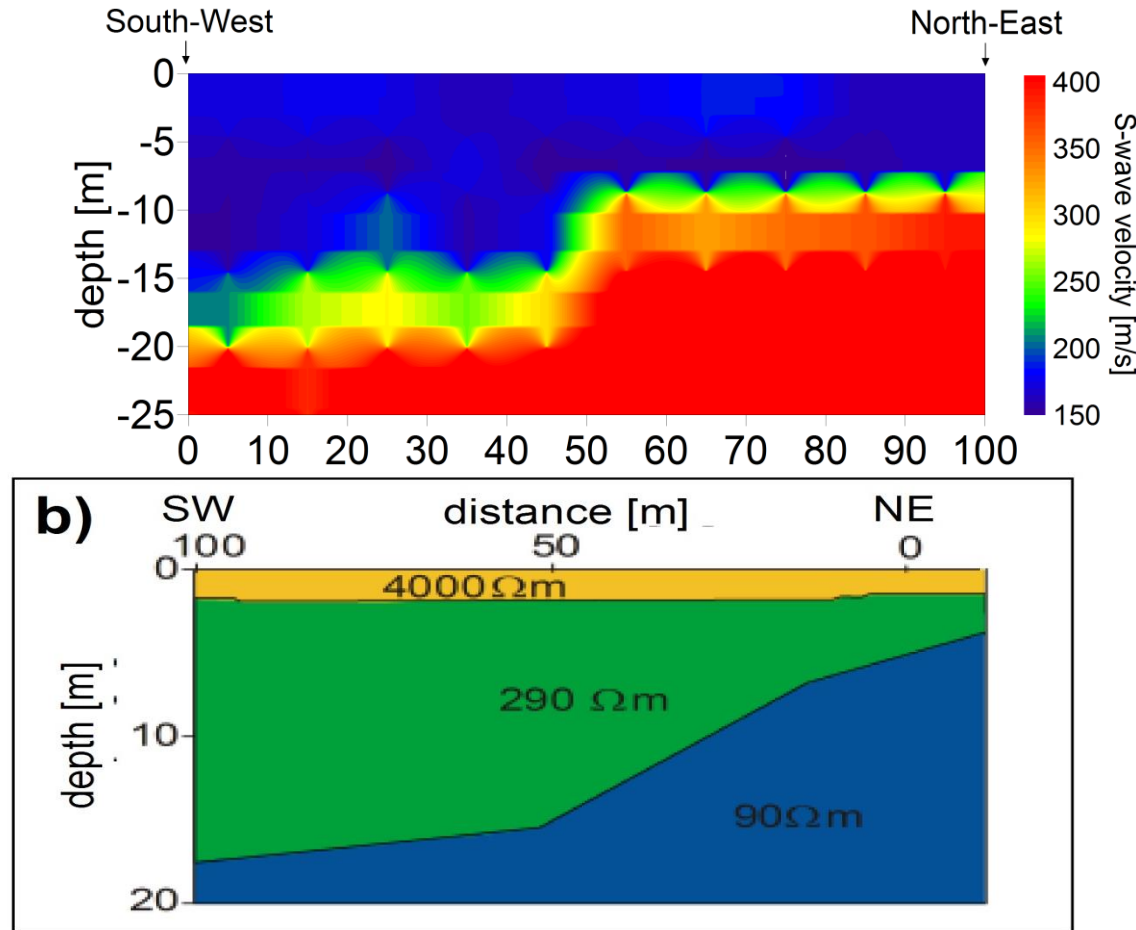 South-West North-East
0
-5
-10
-15
-20
-25
depth [m]
0 10 20 30 40 50 60 70 80 90 100
400
350
300
250
200
150
S-wave velocity [m/s]
b) SW distance [m] NE
100 50 0
0
10
20
depth [m]
4000Ωm
290 Ωm
90Ωm